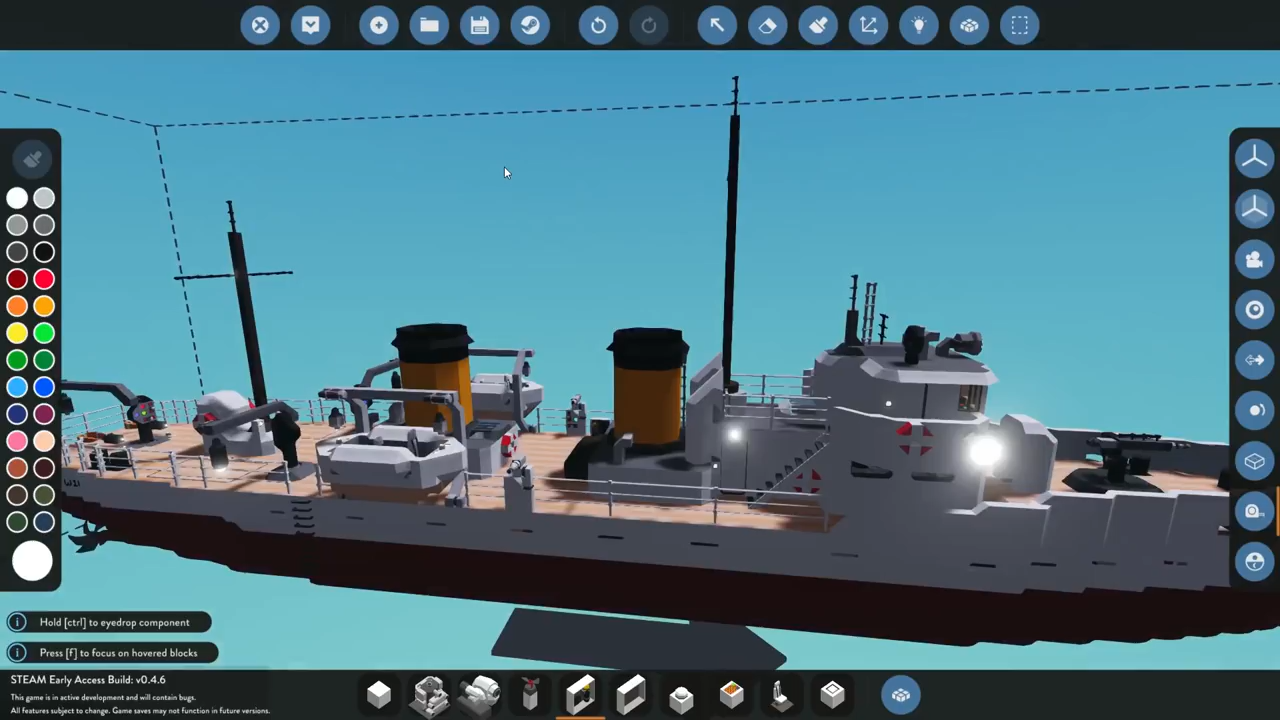 Hold [ctrl] to eyedrop component
Press [f] to focus on hovered blocks
STEAM Early Access Build: v0.4.6
This game is in active development and will contain bugs.
All features subject to change. Game saves may not function in future versions.